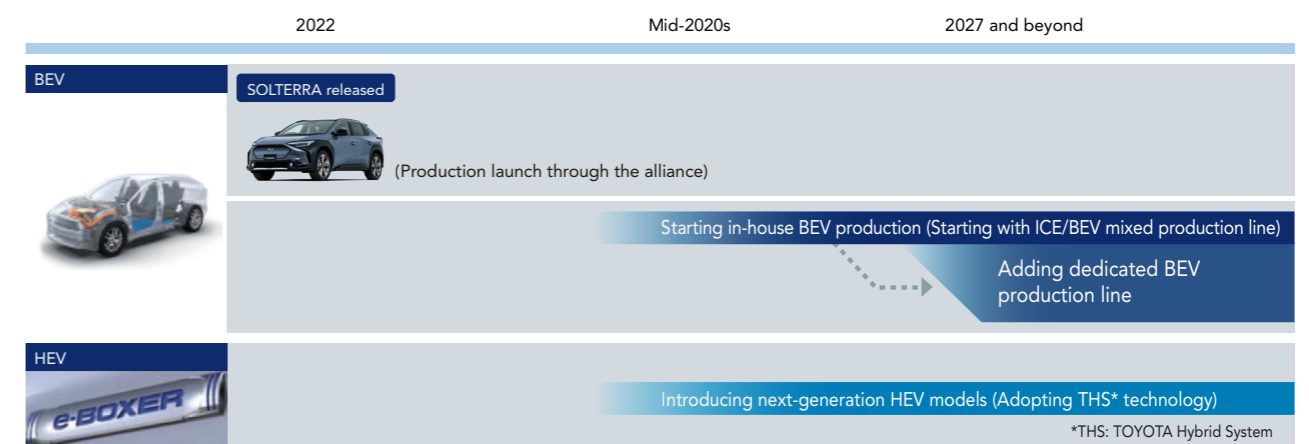 2022 Mid-2020s 2027 and beyond
BEV
SOLTERRA released
(Production launch through the alliance)
Starting in-house BEV production (Starting with ICE/BEV mixed production line)
Adding dedicated BEV
production line
HEV
e-BOXER
Introducing next-generation HEV models (Adopting THS* technology)
*THS: TOYOTA Hybrid System